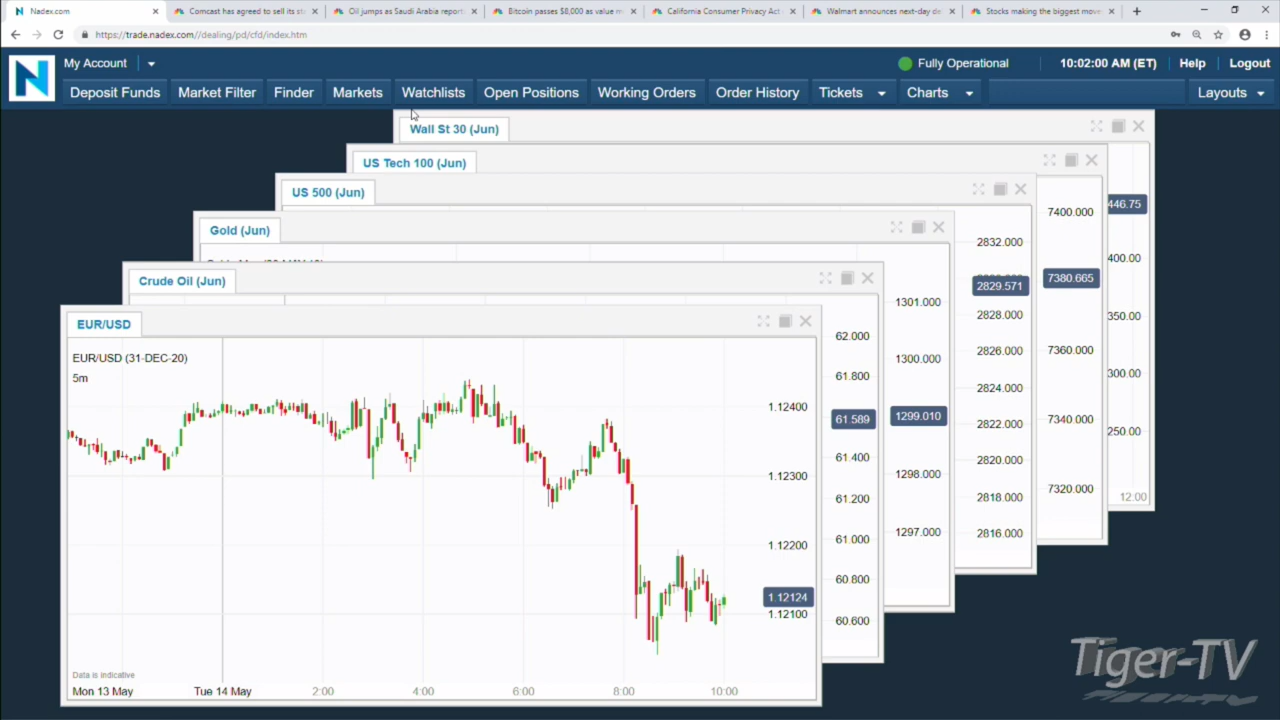 Nadex.com
Comcast has agreed to sell its st
Oil jumps as Saudi Arabia report
Bitcoin passes $8,000 as value m
California Consumer Privacy Act
Walmart announces next-day de
Stocks making the biggest move
https://trade.nadex.com//dealing/pd/cfd/index.htm
My Account
Fully Operational
10:02:00 AM (ET)
Help
Logout
Deposit Funds
Market Filter
Finder
Markets
Watchlists
Open Positions
Working Orders
Order History
Tickets
Charts
Layouts
Wall St 30 (Jun)
446.75
400.00
350.00
300.00
250.00
12:00
US Tech 100 (Jun)
7400.000
7380.665
7360.000
7340.000
7320.000
US 500 (Jun)
2832.000
2829.571
2828.000
2826.000
2824.000
2822.000
2820.000
2818.000
2816.000
Gold (Jun)
1301.000
1300.000
1299.010
1298.000
1297.000
Crude Oil (Jun)
62.000
61.800
61.589
61.400
61.200
61.000
60.800
60.600
EUR/USD
EUR/USD (31-DEC-20)
5m
1.12400
1.12300
1.12200
1.12124
1.12100
Data is indicative
Mon 13 May
Tue 14 May
2:00
4:00
6:00
8:00
10:00
Tiger-TV